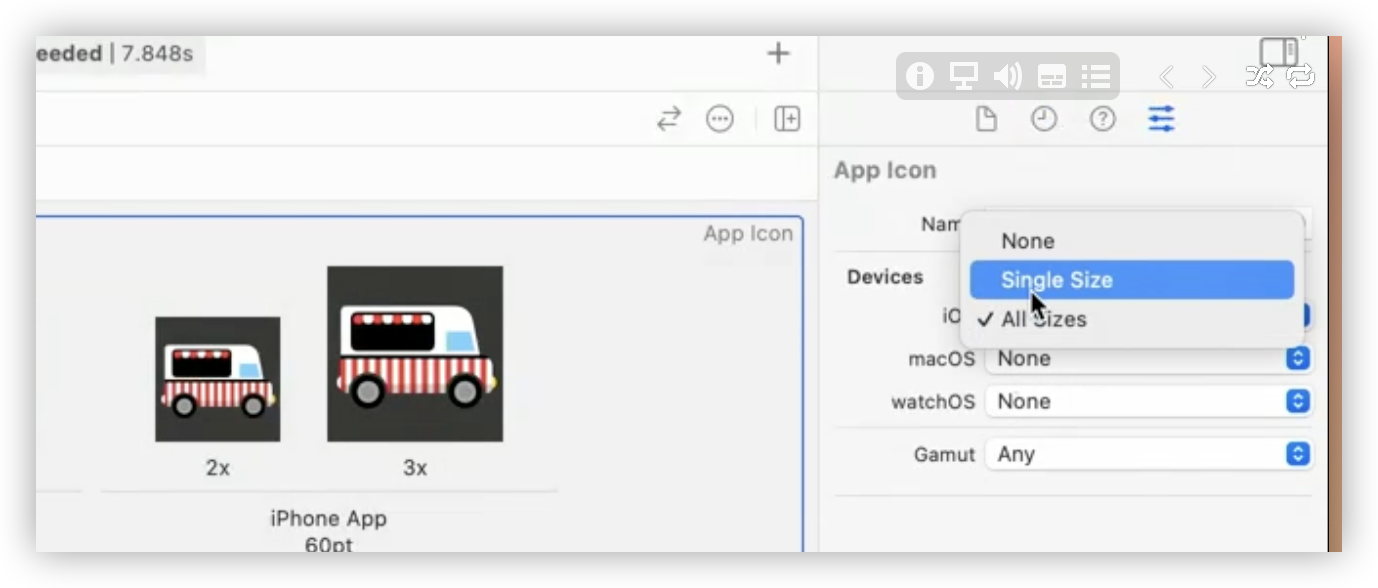 eeded | 7.848s
App Icon
App Icon
Nam
None
Single Size
✓ All Sizes
Devices
iO
macOS None
watchOS None
Gamut Any
2x
3x
iPhone App
60pt